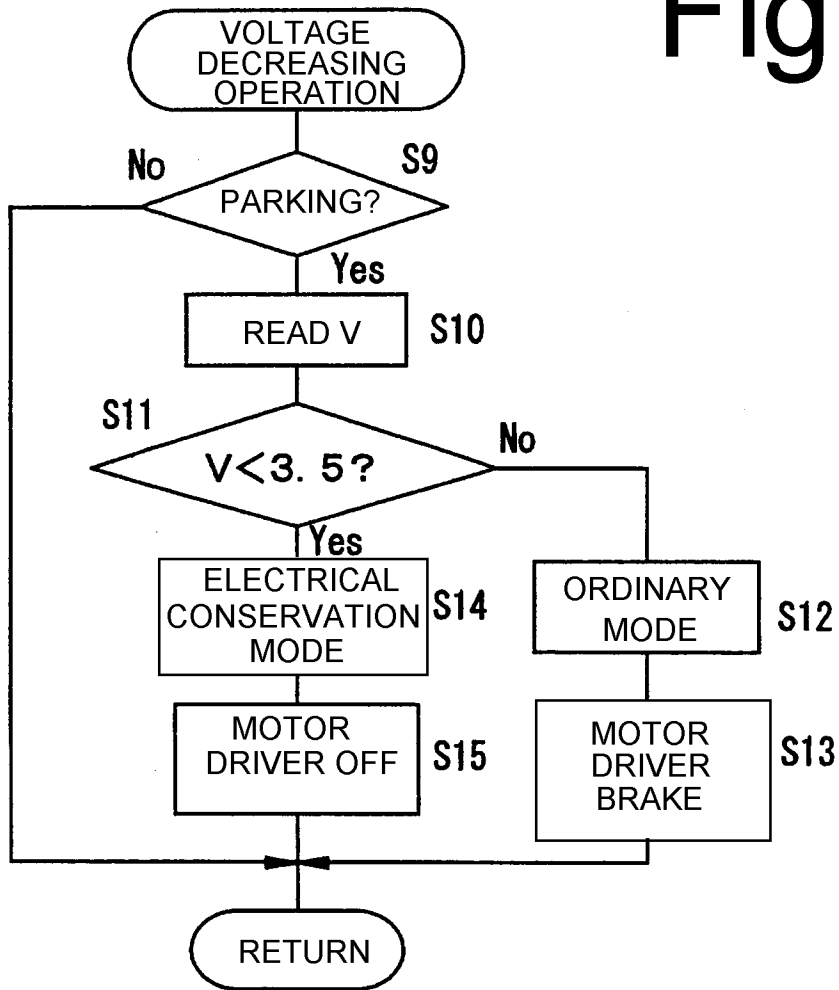 Fig
VOLTAGE
DECREASING
OPERATION
No
S9
PARKING?
Yes
READ V
S10
S11
V<3.5?
No
Yes
ELECTRICAL
CONSERVATION
MODE
S14
ORDINARY
MODE
S12
MOTOR
DRIVER OFF
S15
MOTOR
DRIVER
BRAKE
S13
RETURN